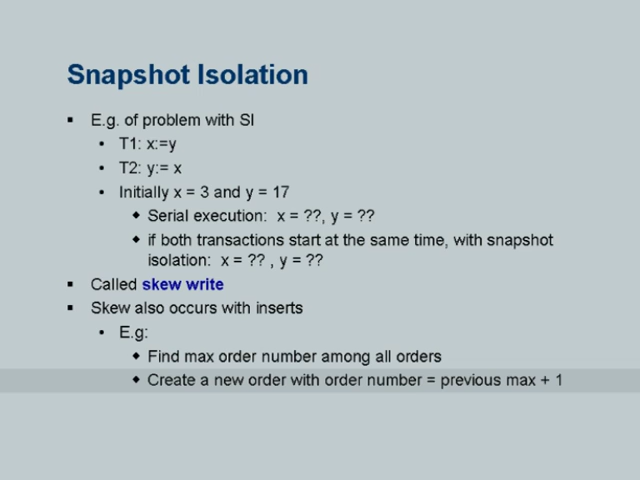 Snapshot Isolation
▪ E.g. of problem with SI
• T1: x:=y
• T2: y:= x
• Initially x = 3 and y = 17
◆ Serial execution:  x = ??, y = ??
◆ if both transactions start at the same time, with snapshot
isolation:  x = ?? , y = ??
▪ Called skew write
▪ Skew also occurs with inserts
• E.g:
◆ Find max order number among all orders
◆ Create a new order with order number = previous max + 1